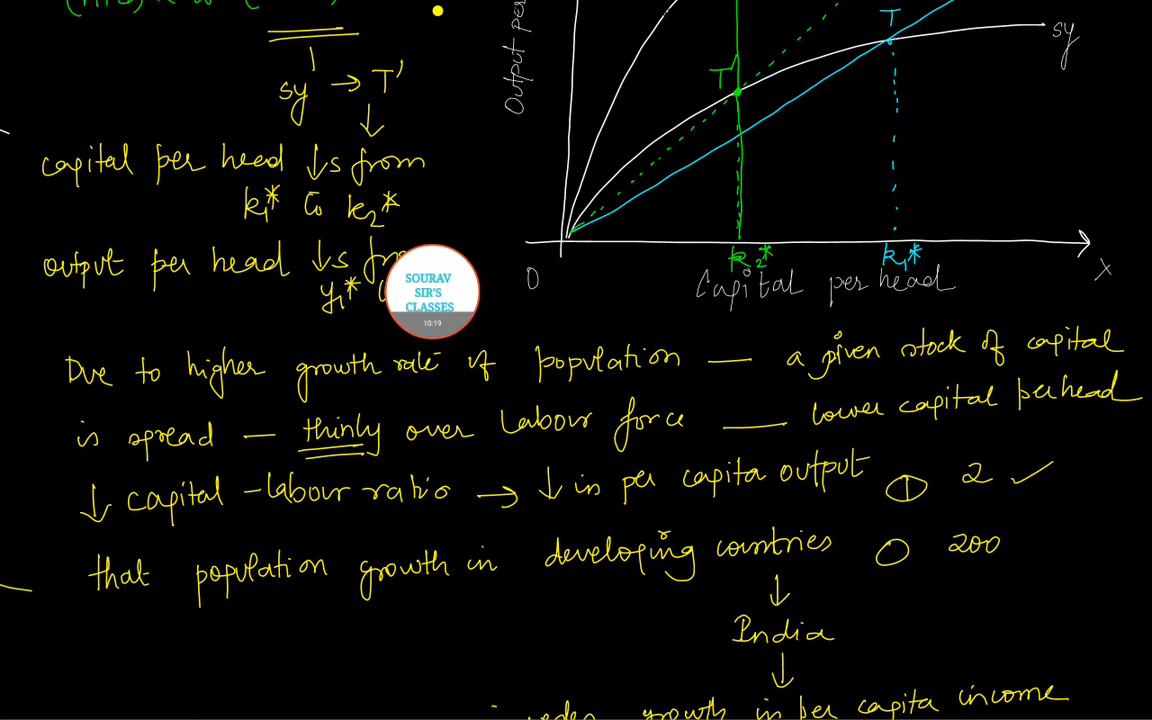 sy → T'
capital per head ↓s from
k1* to k2*
output per head ↓s
y1*
Output per
T
T'
sy
k2*
k1*
0
Capital per head
X
SOURAV
SIR'S
CLASSES
10:19
Due to higher growth rate of population — a given stock of capital
is spread — thinly over Labour force — lower capital per head
↓ capital - labour ratio → ↓ in per capita output ① 2 ✓
that population growth in developing countries 200
↓
India
↓
growth in per capita income